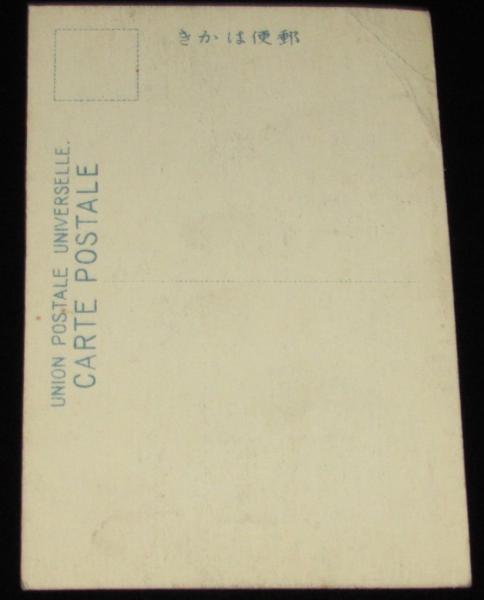 郵便はかき
UNION POSTALE UNIVERSELLE.
CARTE POSTALE